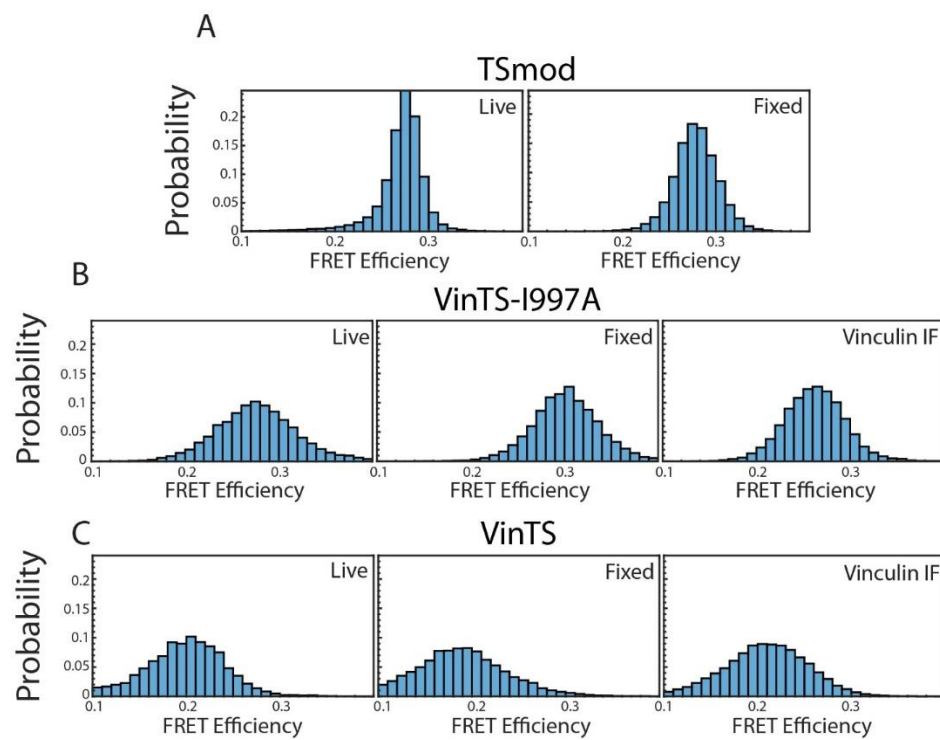 A
TSmod
Live
Fixed
Probability
0.2
0.15
0.1
0.05
0
0.1 0.2 0.3 0.1 0.2 0.3
FRET Efficiency FRET Efficiency
B
VinTS-I997A
Live
Fixed
Vinculin IF
Probability
0.2
0.15
0.1
0.05
0
0.1 0.2 0.3 0.1 0.2 0.3 0.1 0.2 0.3
FRET Efficiency FRET Efficiency FRET Efficiency
C
VinTS
Live
Fixed
Vinculin IF
Probability
0.2
0.15
0.1
0.05
0
0.1 0.2 0.3 0.1 0.2 0.3 0.1 0.2 0.3
FRET Efficiency FRET Efficiency FRET Efficiency